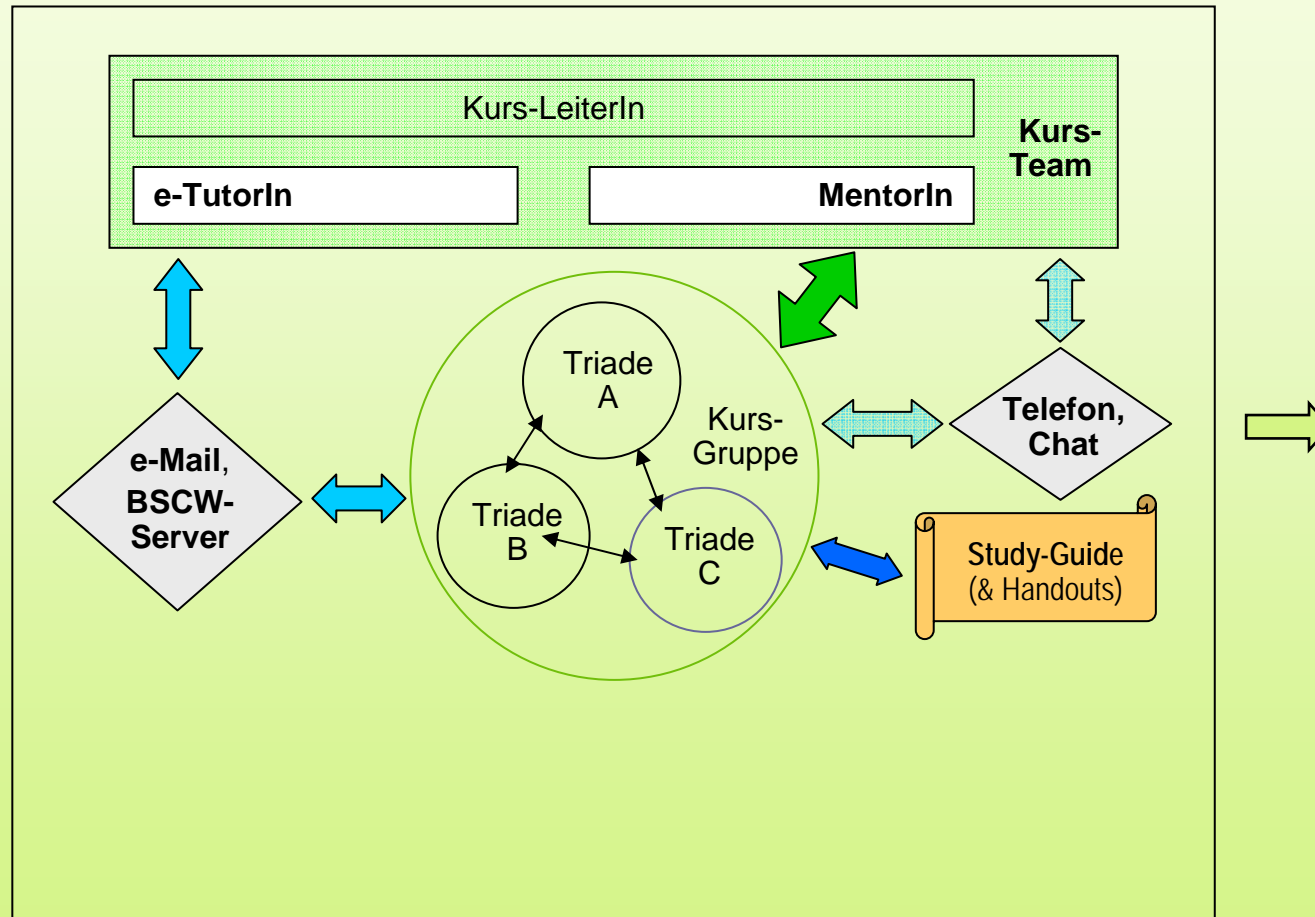 Kurs-LeiterIn
Kurs-
Team
e-TutorIn
MentorIn
Triade
A
Kurs-
Gruppe
Triade
B
Triade
C
e-Mail,
BSCW-
Server
Telefon,
Chat
Study-Guide
(& Handouts)